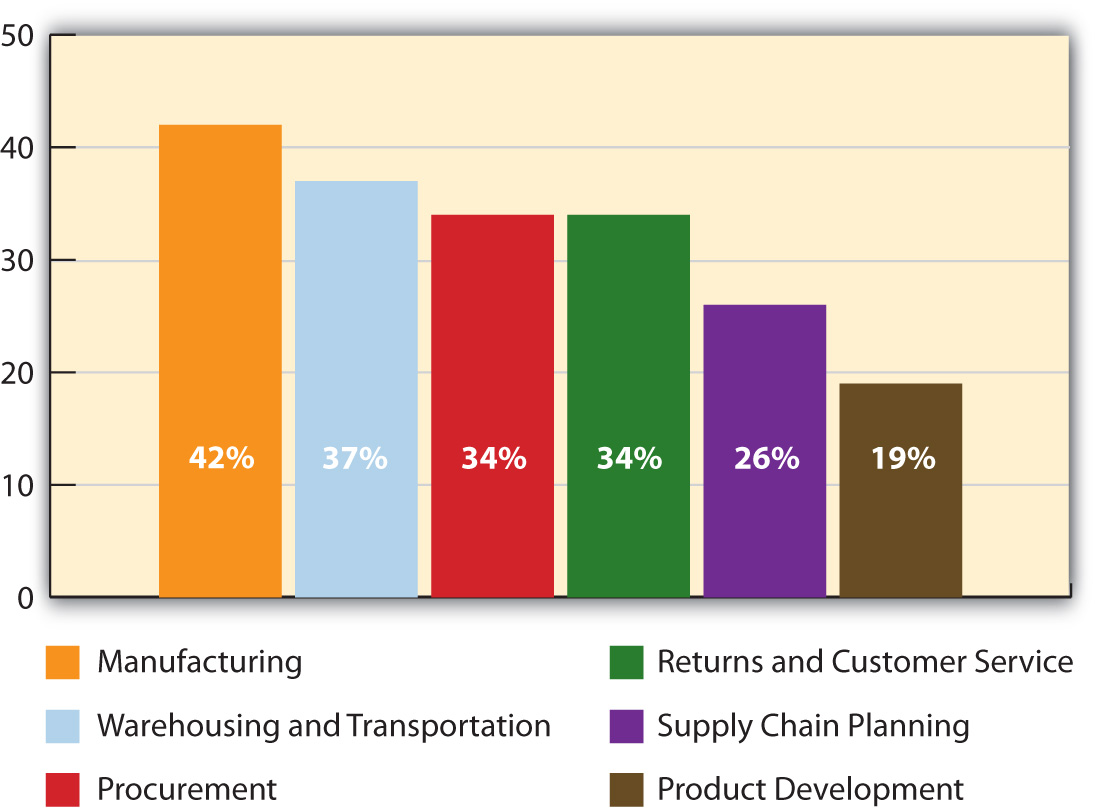 50
40
30
20
10
0
42%
37%
34%
34%
26%
19%
Manufacturing
Warehousing and Transportation
Procurement
Returns and Customer Service
Supply Chain Planning
Product Development